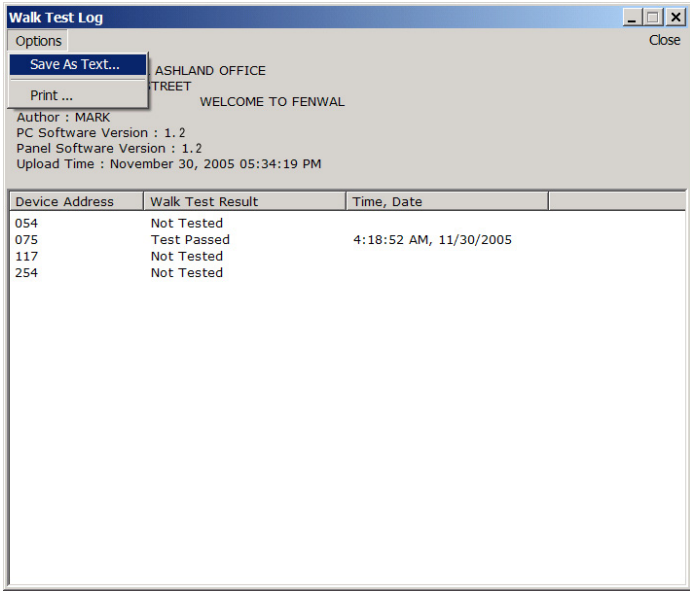 Walk Test Log
Options Close
Save As Text...
Print ...
ASHLAND OFFICE
TREET
WELCOME TO FENWAL
Author : MARK
PC Software Version : 1.2
Panel Software Version : 1.2
Upload Time : November 30, 2005 05:34:19 PM
Device Address Walk Test Result Time, Date
054 Not Tested
075 Test Passed 4:18:52 AM, 11/30/2005
117 Not Tested
254 Not Tested